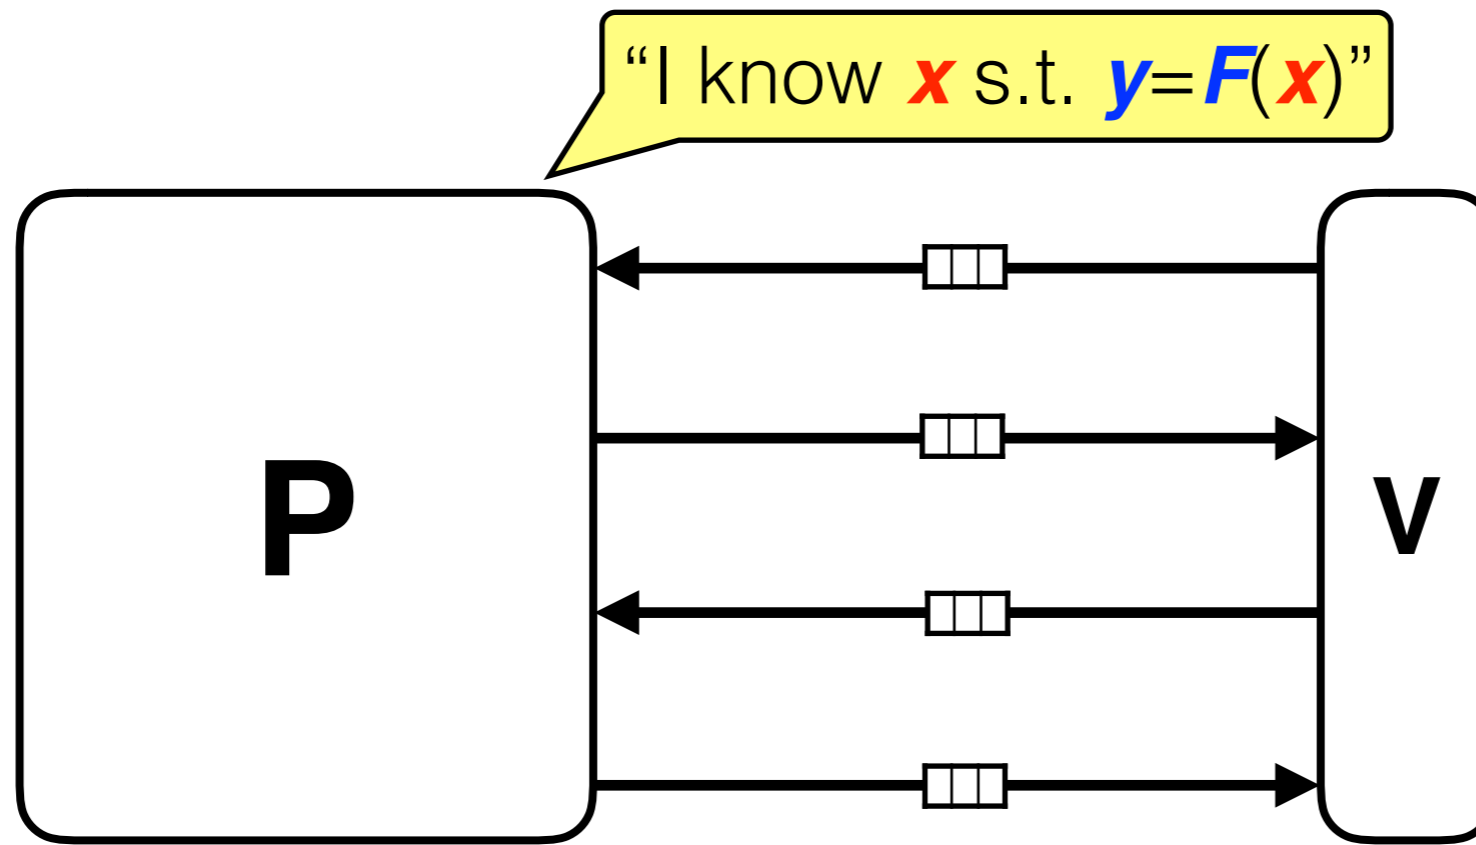 “I know x s.t. y=F(x)”
P
V